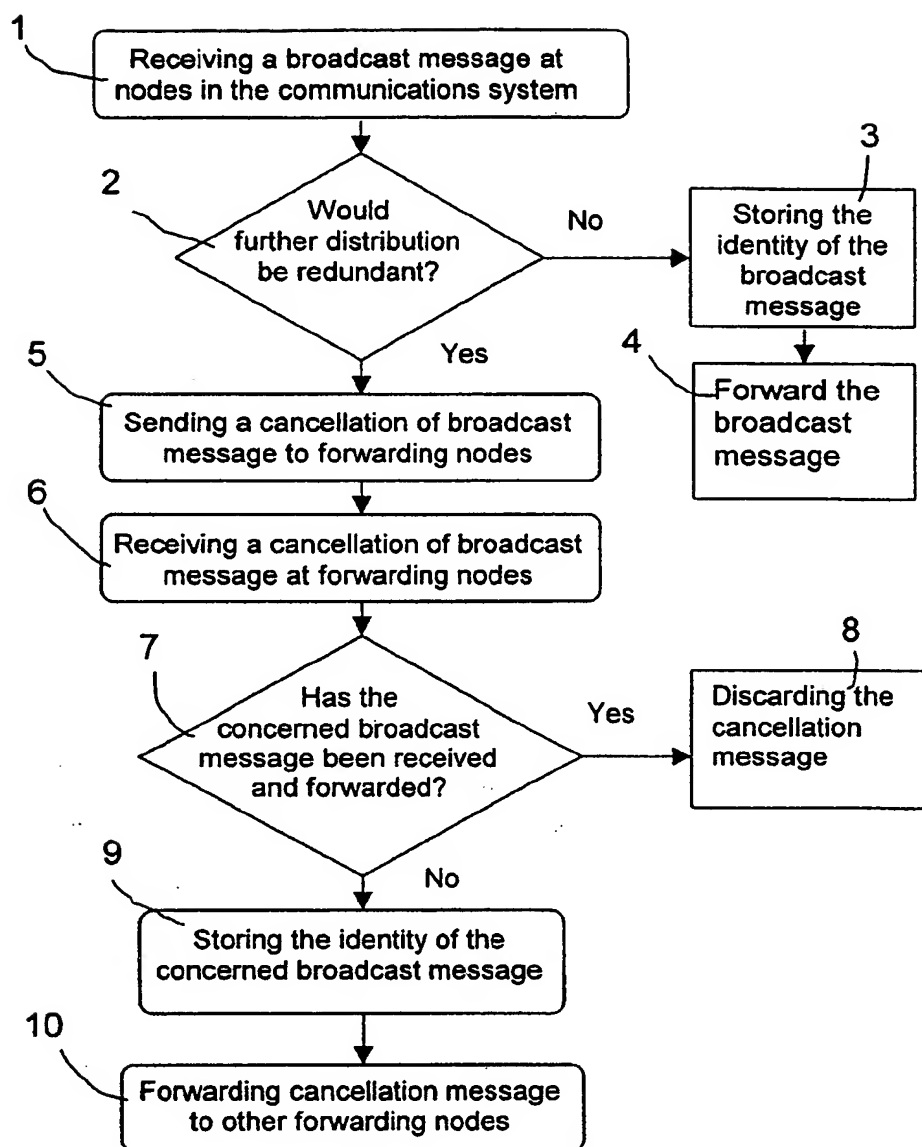 1
Receiving a broadcast message at
nodes in the communications system
2
Would
further distribution
be redundant?
No
3
Storing the
identity of the
broadcast
message
Yes
4
Forward the
broadcast
message
5
Sending a cancellation of broadcast
message to forwarding nodes
6
Receiving a cancellation of broadcast
message at forwarding nodes
7
Has the
concerned broadcast
message been received
and forwarded?
Yes
8
Discarding the
cancellation
message
No
9
Storing the identity of the
concerned broadcast message
10
Forwarding cancellation message
to other forwarding nodes